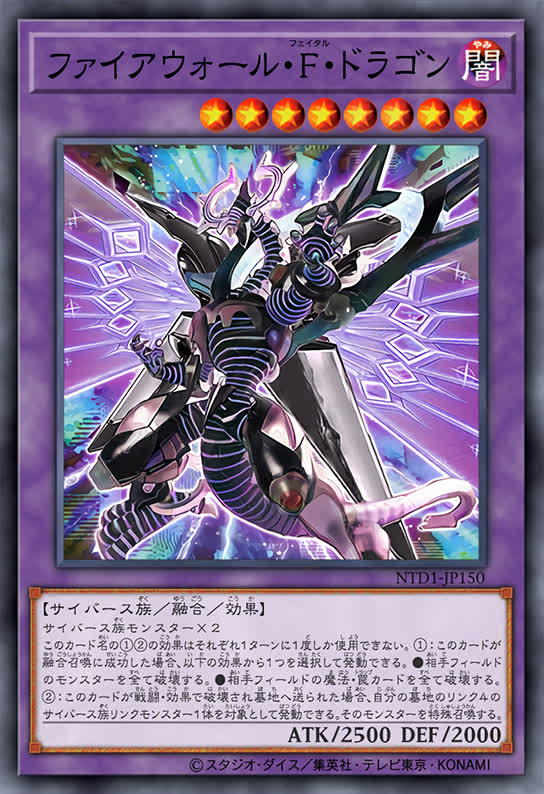 フェイタル
ファイアウォール・F・ドラゴン
やみ
闇
NTD1-JP150
【サイバース族／融合／効果】
サイバース族モンスター×2
このカード名の①②の効果はそれぞれ1ターンに1度しか使用できない。①：このカードが
融合召喚に成功した場合、以下の効果から1つを選択して発動できる。●相手フィールド
のモンスターを全て破壊する。●相手フィールドの魔法・罠カードを全て破壊する。
②：このカードが戦闘・効果で破壊され墓地へ送られた場合、自分の墓地のリンク4の
サイバース族リンクモンスター1体を対象として発動できる。そのモンスターを特殊召喚する。
ATK/2500 DEF/2000
©スタジオ・ダイス／集英社・テレビ東京・KONAMI